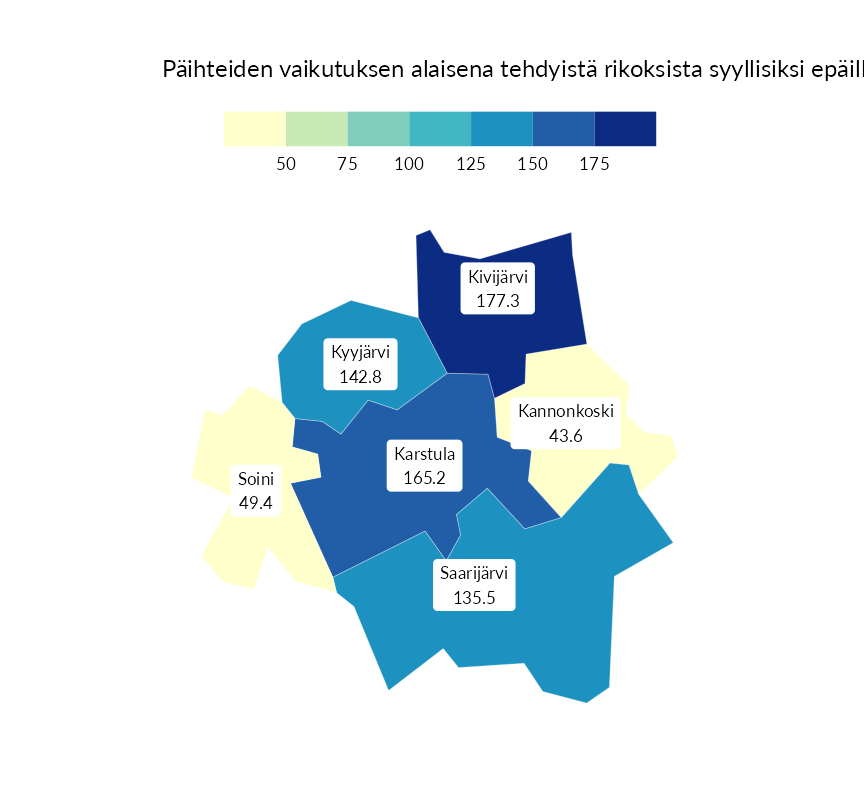 Päihteiden vaikutuksen alaisena tehdyistä rikoksista syyllisiksi
50 75 100 125 150 175
Kivijärvi
177.3
Kyyjärvi
142.8
Kannonkoski
43.6
Karstula
165.2
Soini
49.4
Saarijärvi
135.5